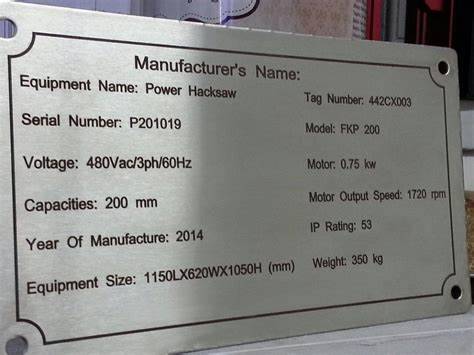 Manufacturer's Name:
Equipment Name: Power Hacksaw
Tag Number: 442CX003
Serial Number: P201019
Model: FKP 200
Voltage: 480Vac/3ph/60Hz
Motor: 0.75 kw
Capacities: 200 mm
Motor Output Speed: 1720 rpm
Year Of Manufacture: 2014
IP Rating: 53
Equipment Size: 1150LX620WX1050H (mm)
Weight: 350 kg